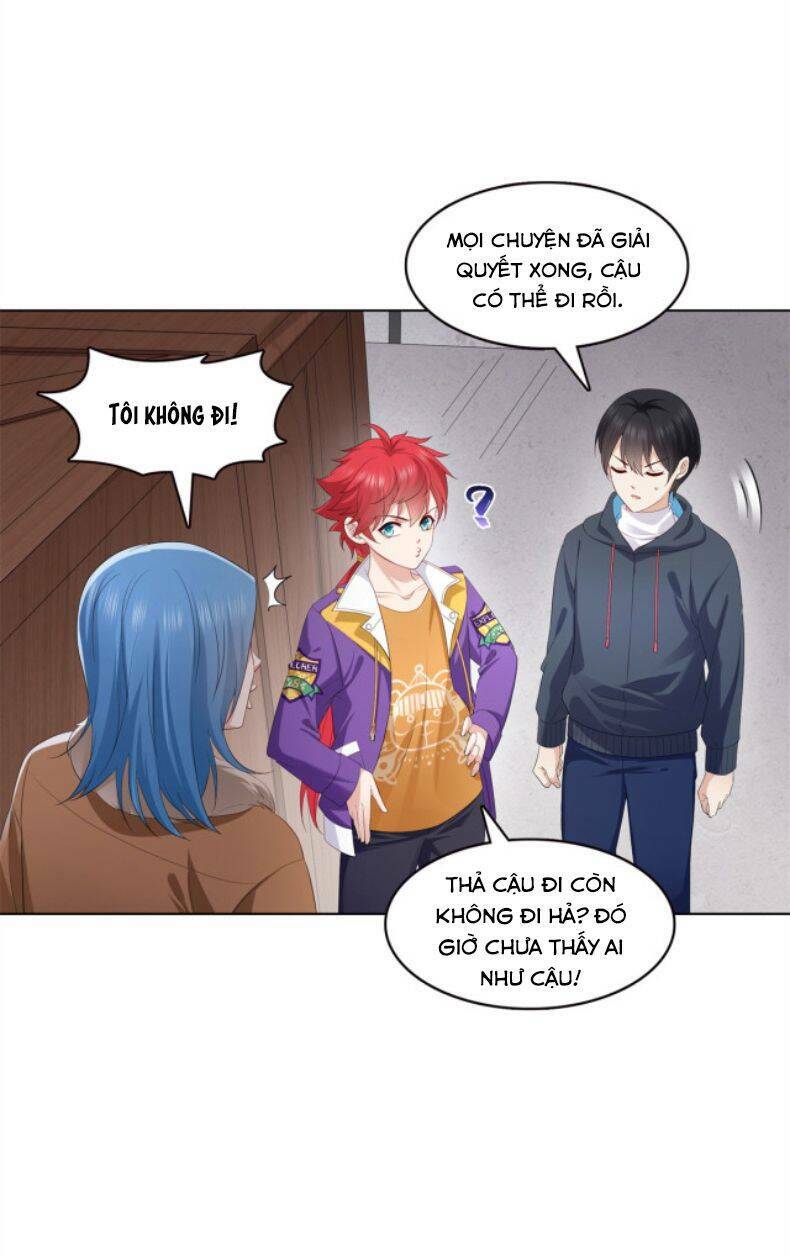 MỌI CHUYỆN ĐÃ GIẢI
QUYẾT XONG, CẬU
CÓ THỂ ĐI RỒI.
TÔI KHÔNG ĐI!
?
THẢ CẬU ĐI CÒN
KHÔNG ĐI HẢ? ĐÓ
GIỜ CHƯA THẤY AI
NHƯ CẬU!